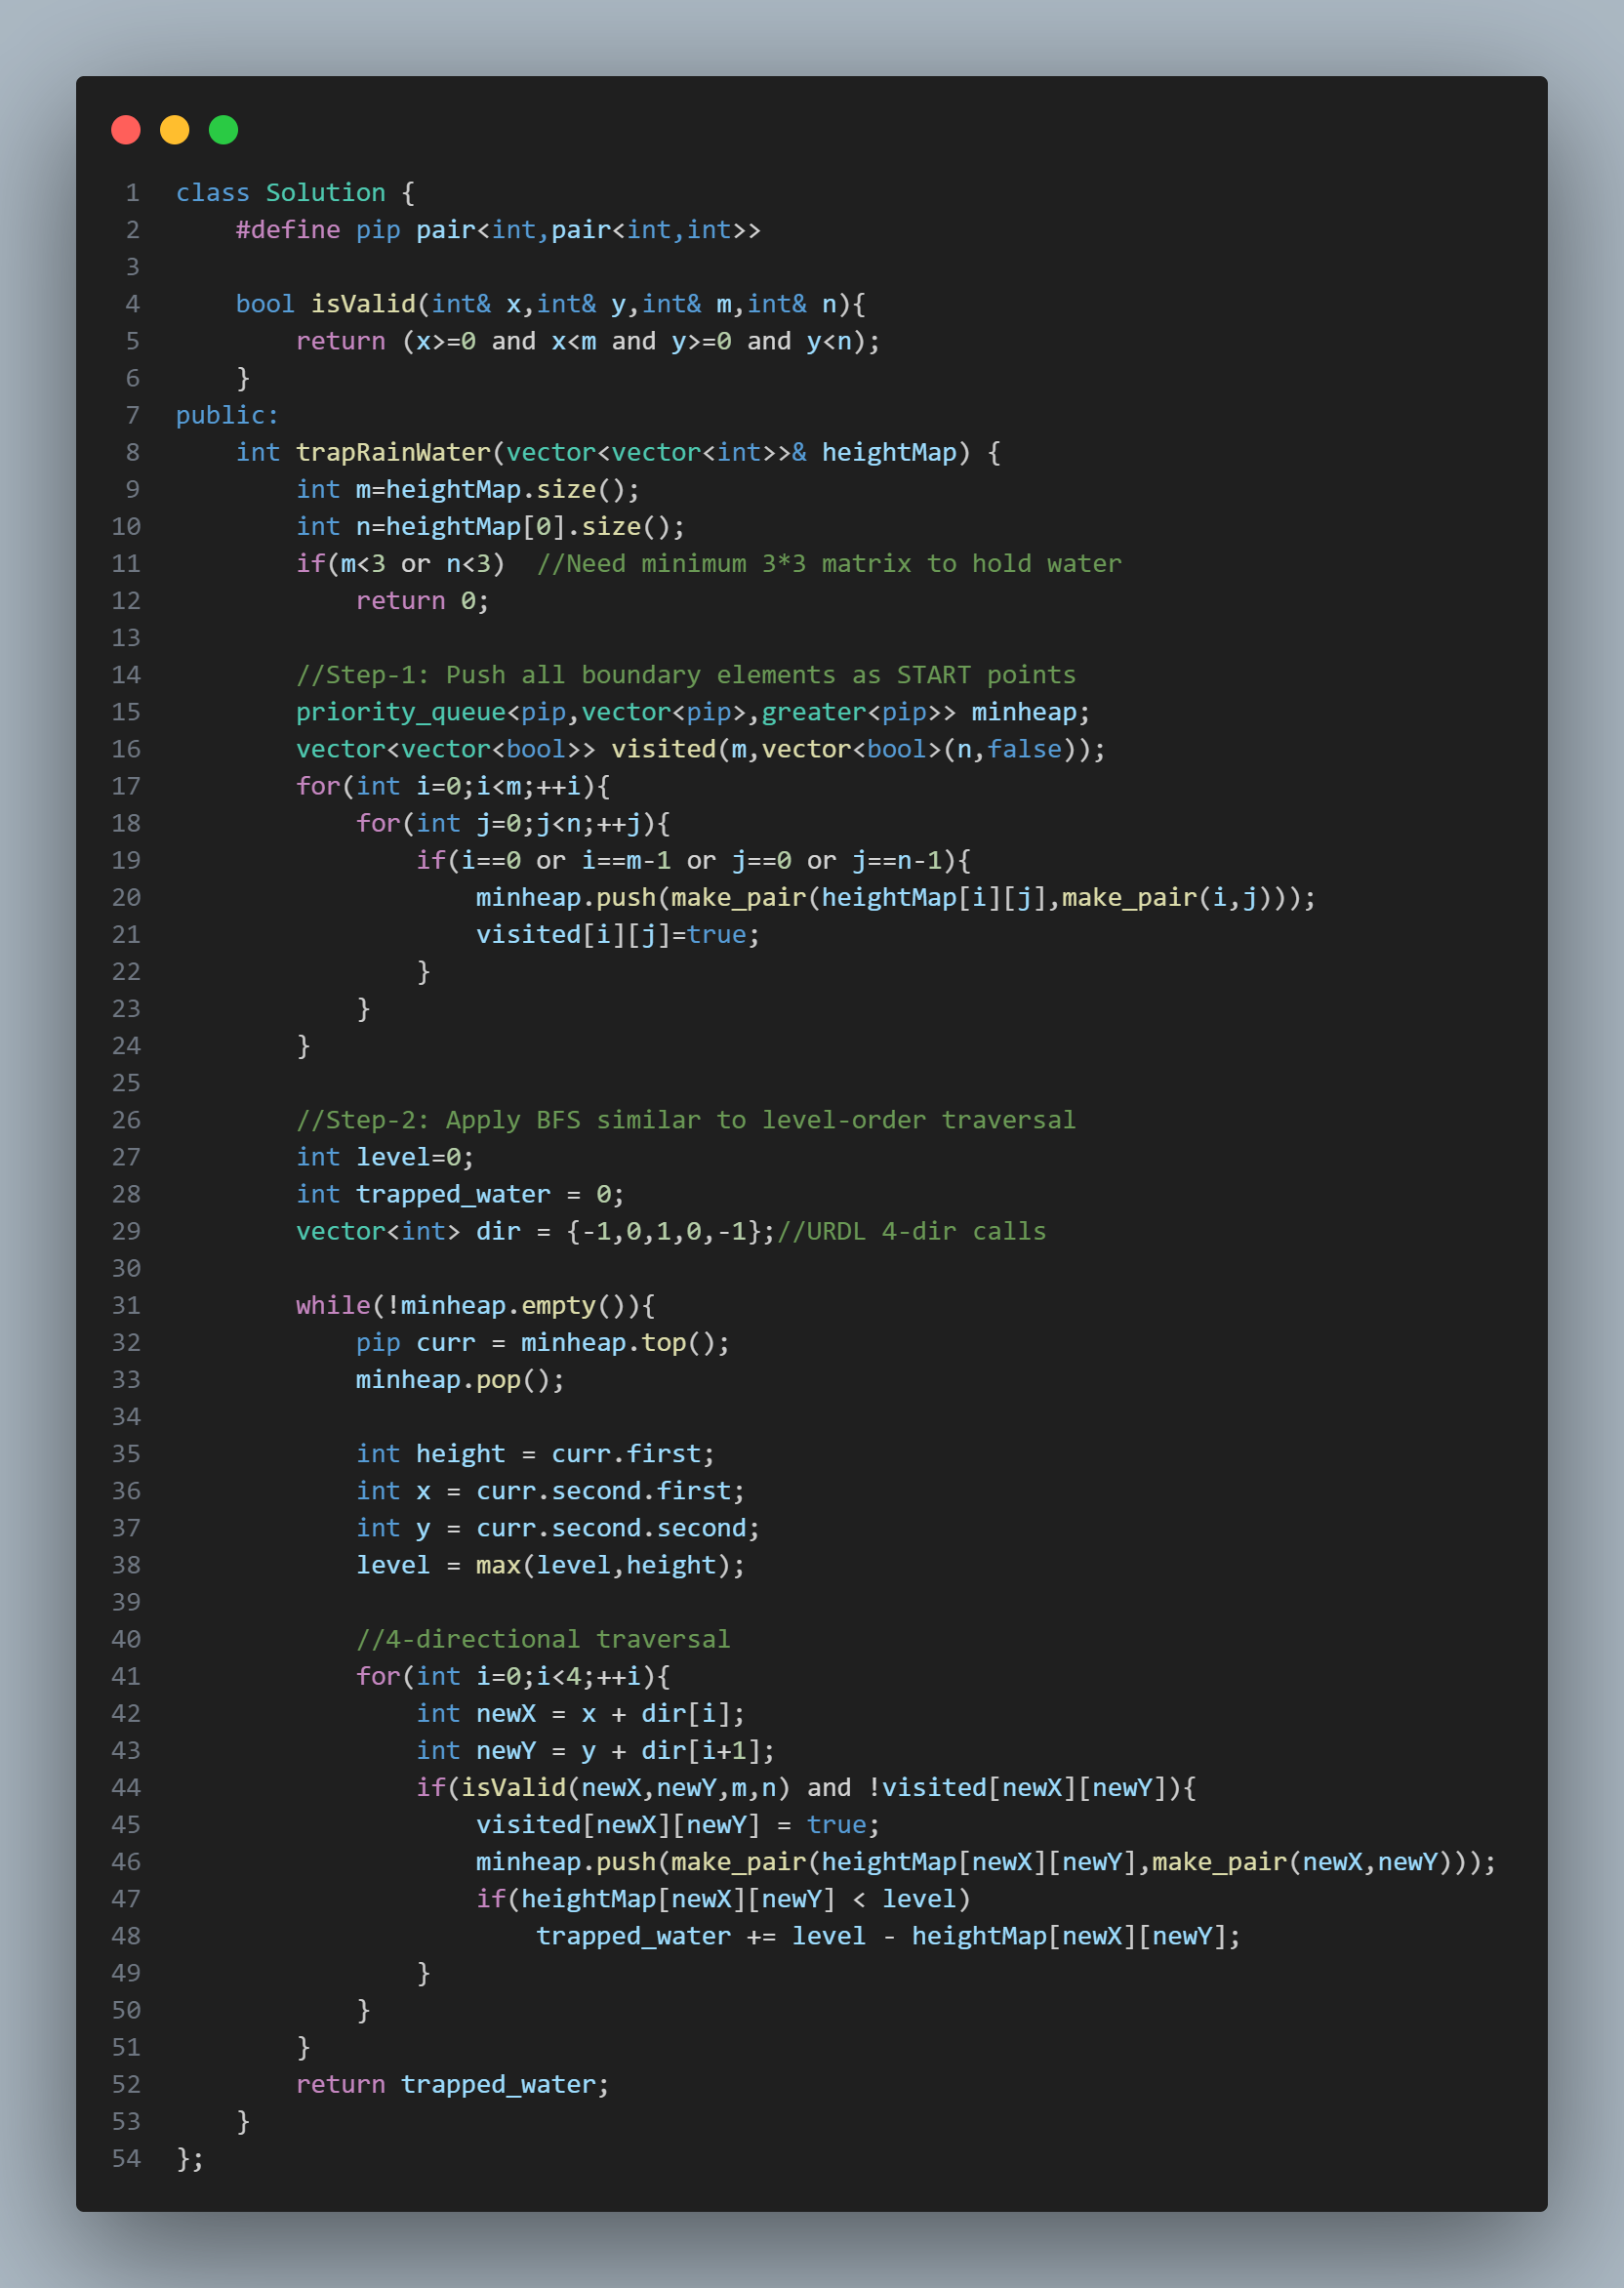 1 class Solution {
2     #define pip pair<int,pair<int,int>>
3
4     bool isValid(int& x,int& y,int& m,int& n){
5         return (x>=0 and x<m and y>=0 and y<n);
6     }
7 public:
8     int trapRainWater(vector<vector<int>>& heightMap) {
9         int m=heightMap.size();
10         int n=heightMap[0].size();
11         if(m<3 or n<3)  //Need minimum 3*3 matrix to hold water
12             return 0;
13
14         //Step-1: Push all boundary elements as START points
15         priority_queue<pip,vector<pip>,greater<pip>> minheap;
16         vector<vector<bool>> visited(m,vector<bool>(n,false));
17         for(int i=0;i<m;++i){
18             for(int j=0;j<n;++j){
19                 if(i==0 or i==m-1 or j==0 or j==n-1){
20                     minheap.push(make_pair(heightMap[i][j],make_pair(i,j)));
21                     visited[i][j]=true;
22                 }
23             }
24         }
25
26         //Step-2: Apply BFS similar to level-order traversal
27         int level=0;
28         int trapped_water = 0;
29         vector<int> dir = {-1,0,1,0,-1};//URDL 4-dir calls
30
31         while(!minheap.empty()){
32             pip curr = minheap.top();
33             minheap.pop();
34
35             int height = curr.first;
36             int x = curr.second.first;
37             int y = curr.second.second;
38             level = max(level,height);
39
40             //4-directional traversal
41             for(int i=0;i<4;++i){
42                 int newX = x + dir[i];
43                 int newY = y + dir[i+1];
44                 if(isValid(newX,newY,m,n) and !visited[newX][newY]){
45                     visited[newX][newY] = true;
46                     minheap.push(make_pair(heightMap[newX][newY],make_pair(newX,newY)));
47                     if(heightMap[newX][newY] < level)
48                         trapped_water += level - heightMap[newX][newY];
49                 }
50             }
51         }
52         return trapped_water;
53     }
54 };